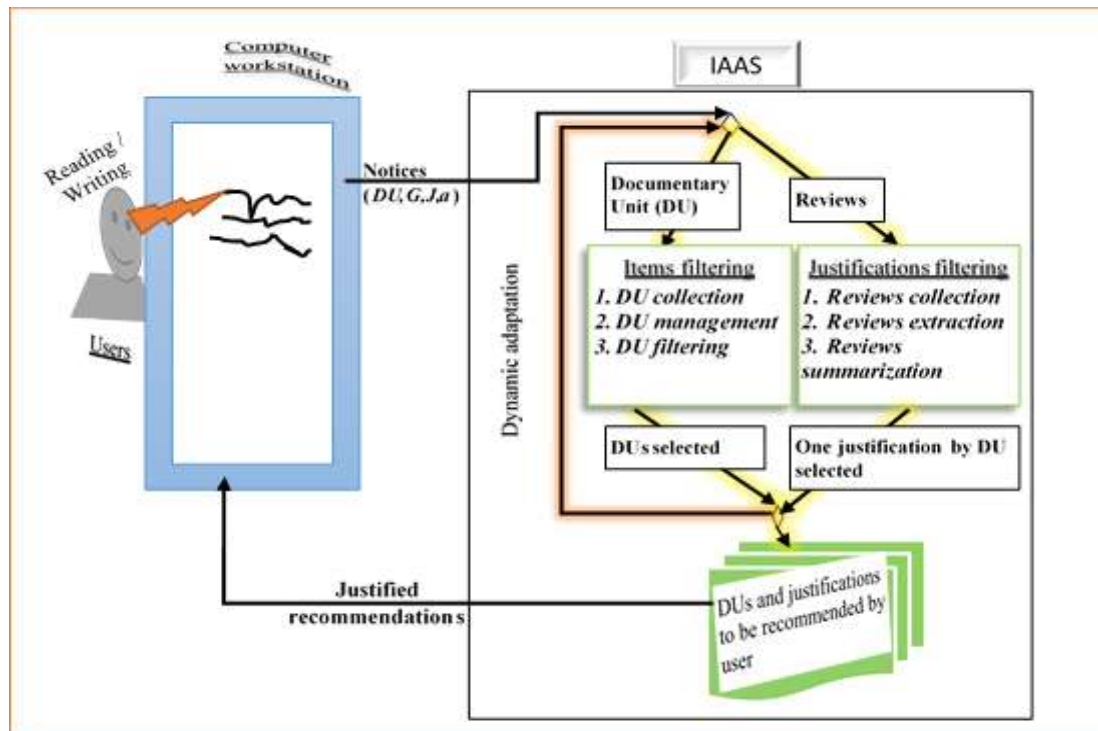 Computer
workstation
IAAS
Reading /
Writing
Users
Notices
(DU,G,J,a)
Dynamic adaptation
Documentary
Unit (DU)
Reviews
Items filtering
1. DU collection
2. DU management
3. DU filtering
Justifications filtering
1. Reviews collection
2. Reviews extraction
3. Reviews
summarization
DUs selected
One justification by DU
selected
Justified
recommendations
DUs and justifications
to be recommended by
user